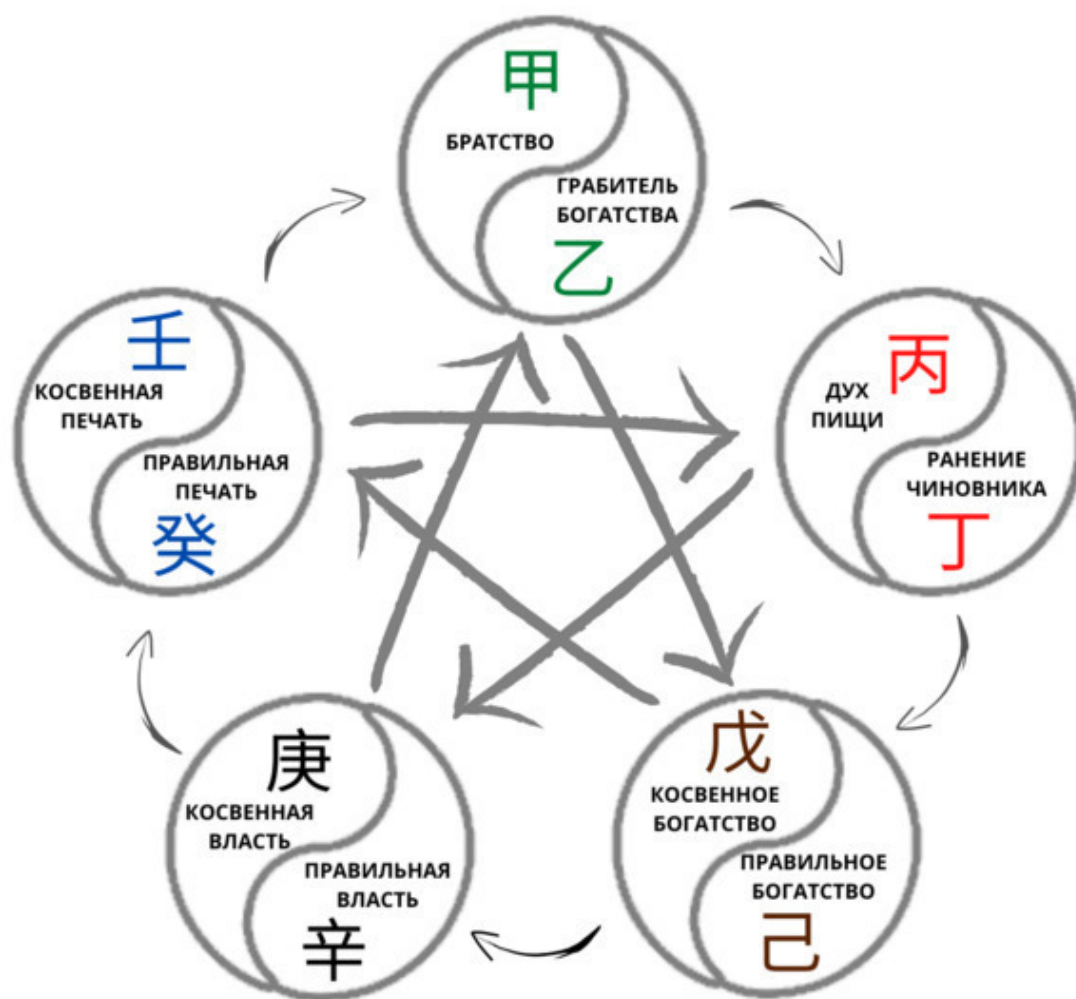 甲
БРАТСТВО
ГРАБИТЕЛЬ
БОГАТСТВА
乙
壬
КОСВЕННАЯ
ПЕЧАТЬ
ПРАВИЛЬНАЯ
ПЕЧАТЬ
癸
丙
ДУХ
ПИЩИ
РАНЕНИЕ
ЧИНОВНИКА
丁
庚
КОСВЕННАЯ
ВЛАСТЬ
ПРАВИЛЬНАЯ
ВЛАСТЬ
辛
戊
КОСВЕННОЕ
БОГАТСТВО
ПРАВИЛЬНОЕ
БОГАТСТВО
己